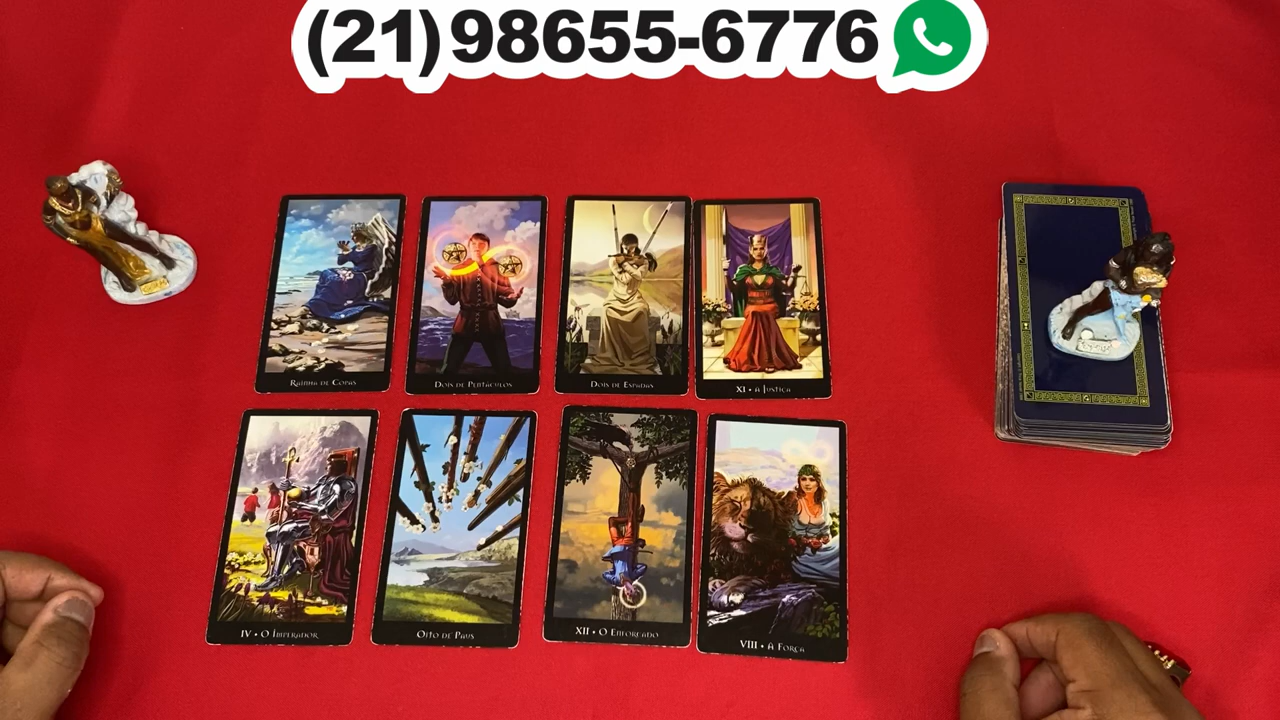 (21)98655-6776
RAINHA DE COPAS
DOIS DE PENTÁCULOS
DOIS DE ESPADAS
XI • A JUSTIÇA
IV • O IMPERADOR
OITO DE PAUS
XII • O ENFORCADO
VIII • A FORÇA